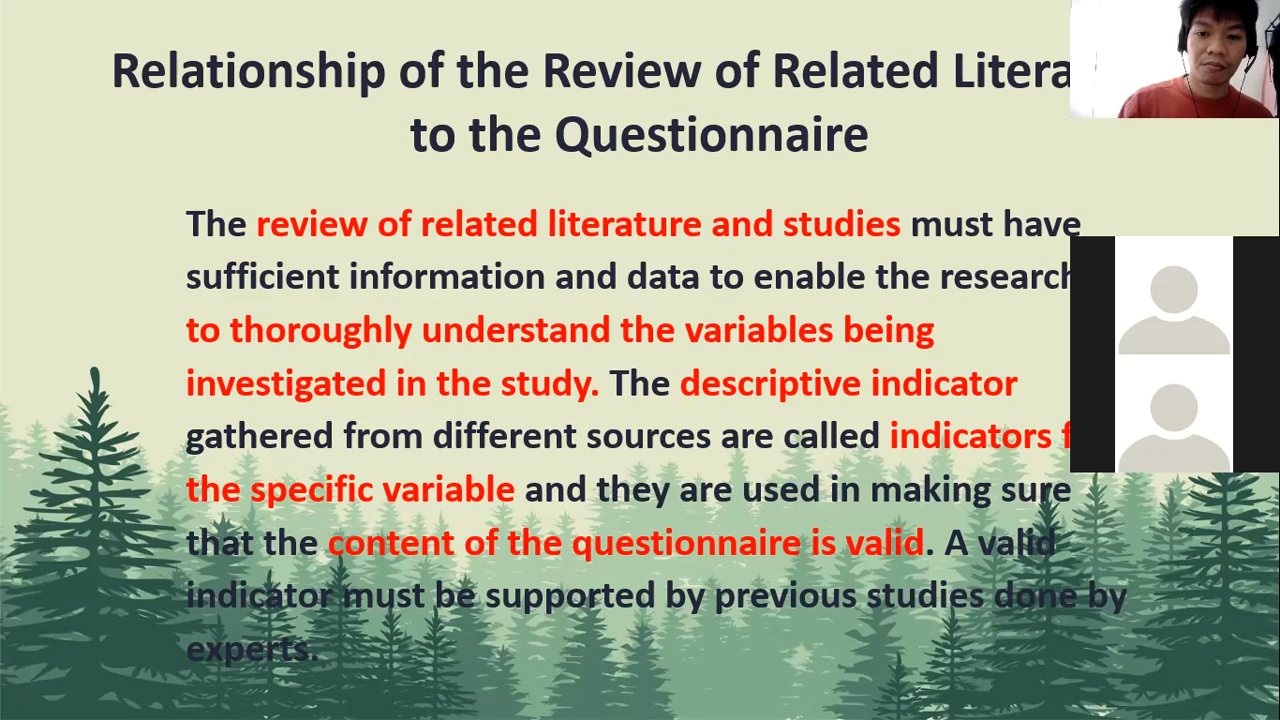 Relationship of the Review of Related Litera
to the Questionnaire
The review of related literature and studies must have
sufficient information and data to enable the research
to thoroughly understand the variables being
investigated in the study. The descriptive indicator
gathered from different sources are called indicators f
the specific variable and they are used in making sure
that the content of the questionnaire is valid. A valid
indicator must be supported by previous studies done by
experts.